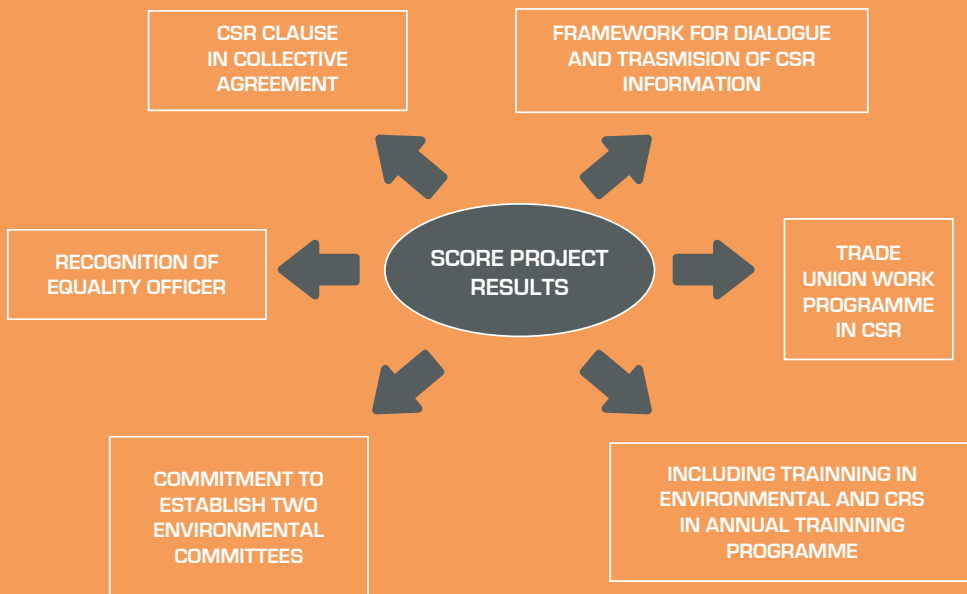 CSR CLAUSE
IN COLLECTIVE
AGREEMENT
FRAMEWORK FOR DIALOGUE
AND TRASMISION OF CSR
INFORMATION
RECOGNITION OF
EQUALITY OFFICER
SCORE PROJECT
RESULTS
TRADE
UNION WORK
PROGRAMME
IN CSR
COMMITMENT TO
ESTABLISH TWO
ENVIRONMENTAL
COMMITTEES
INCLUDING TRAINNING IN
ENVIRONMENTAL AND CRS
IN ANNUAL TRAINNING
PROGRAMME